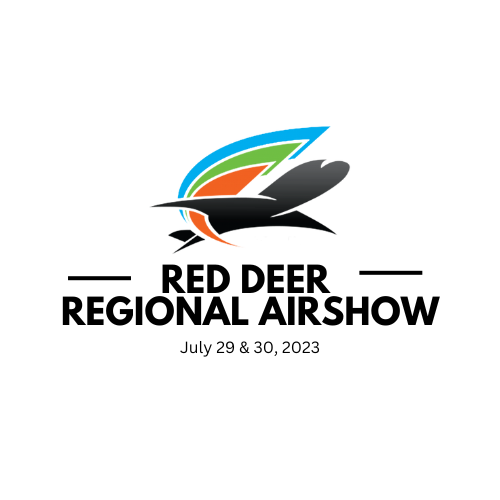 RED DEER
REGIONAL AIRSHOW
July 29 & 30, 2023